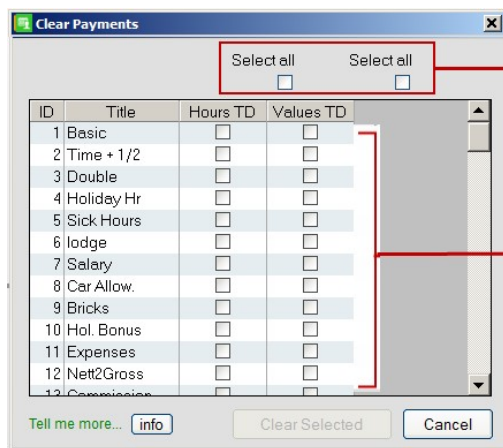 Clear Payments
Select all Select all
ID Title Hours TD Values TD
1 Basic
2 Time + 1/2
3 Double
4 Holiday Hr
5 Sick Hours
6 lodge
7 Salary
8 Car Allow.
9 Bricks
10 Hol. Bonus
11 Expenses
12 Nett2Gross
13 Commission
Tell me more... info Clear Selected Cancel